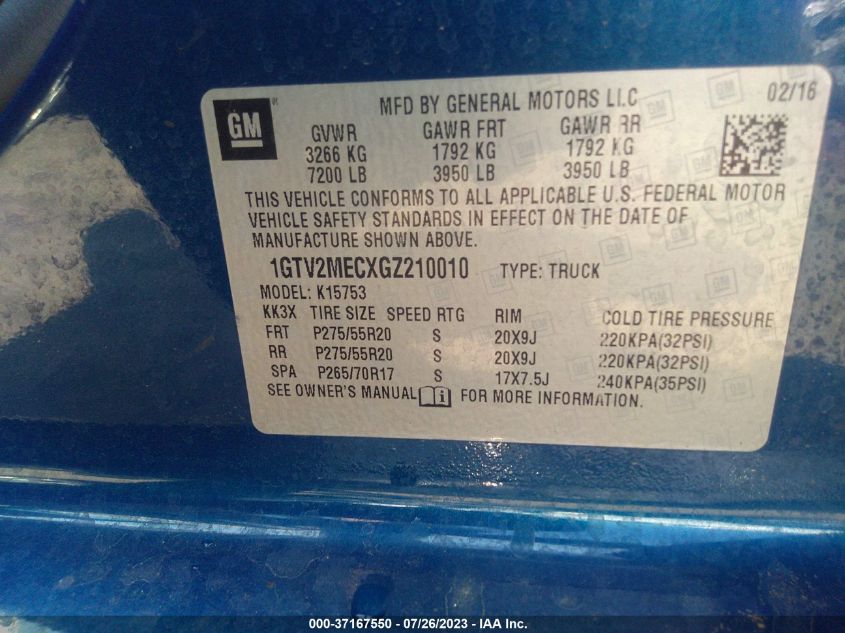 GM
MFD BY GENERAL MOTORS LLC 02/16
GVWR GAWR FRT GAWR RR
3266 KG 1792 KG 1792 KG
7200 LB 3950 LB 3950 LB
THIS VEHICLE CONFORMS TO ALL APPLICABLE U.S. FEDERAL MOTOR
VEHICLE SAFETY STANDARDS IN EFFECT ON THE DATE OF
MANUFACTURE SHOWN ABOVE.
1GTV2MECXGZ210010 TYPE: TRUCK
MODEL: K15753
KK3X TIRE SIZE SPEED RTG RIM COLD TIRE PRESSURE
FRT P275/55R20 S 20X9J 220KPA(32PSI)
RR P275/55R20 S 20X9J 220KPA(32PSI)
SPA P265/70R17 S 17X7.5J 240KPA(35PSI)
SEE OWNER'S MANUAL FOR MORE INFORMATION.
000-37167550 - 07/26/2023 - IAA Inc.